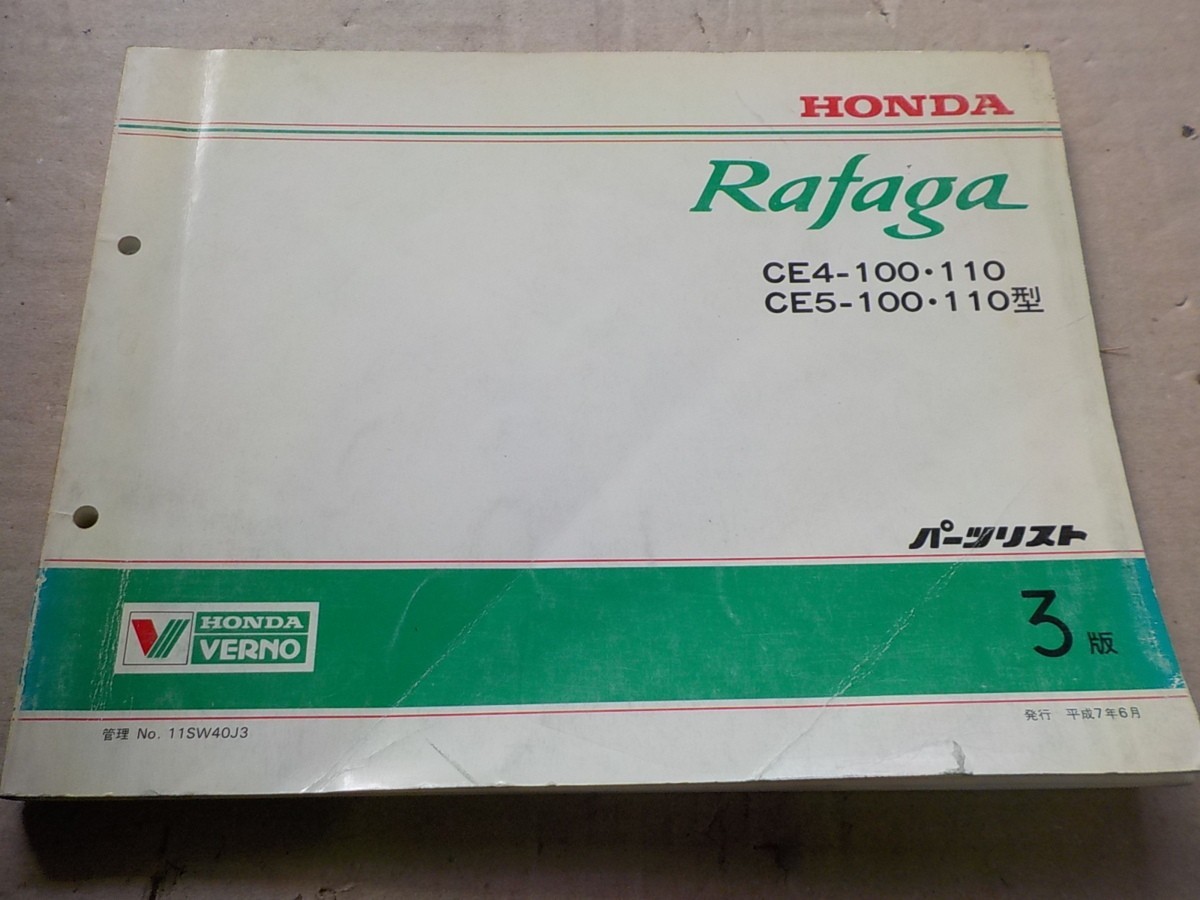 HONDA
Rafaga
CE4-100・110
CE5-100・110型
パーツリスト
HONDA
VERNO
3版
管理 No. 11SW40J3
発行 平成7年6月